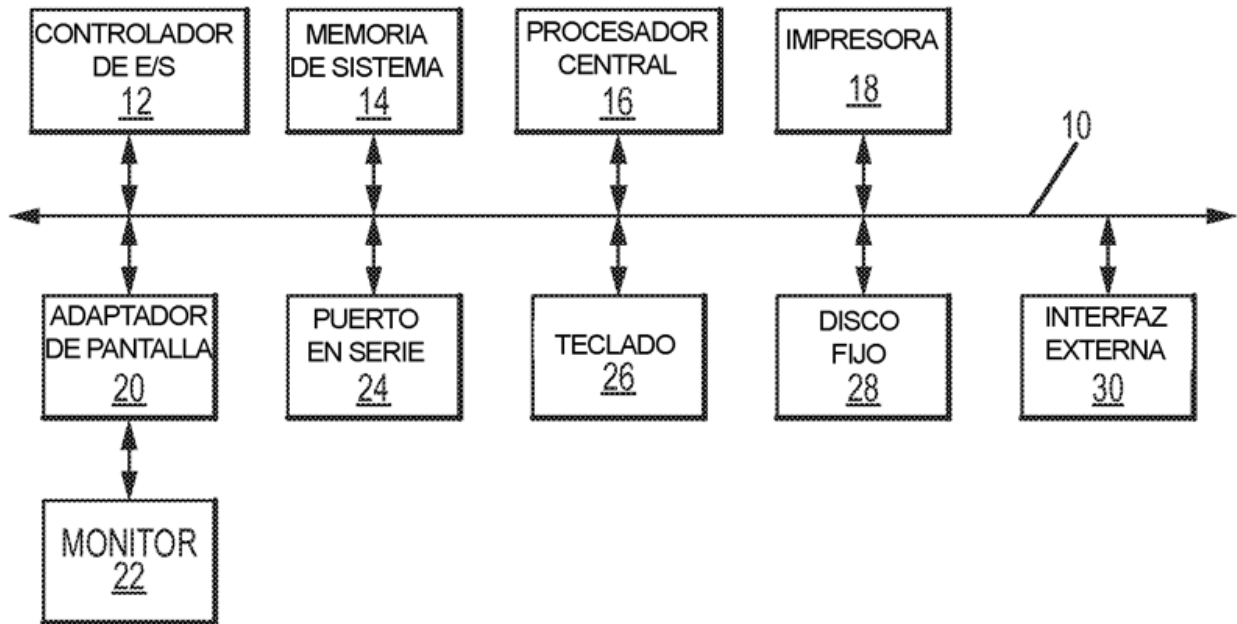 CONTROLADOR
DE E/S
12
MEMORIA
DE SISTEMA
14
PROCESADOR
CENTRAL
16
IMPRESORA
18
10
ADAPTADOR
DE PANTALLA
20
PUERTO
EN SERIE
24
TECLADO
26
DISCO
FIJO
28
INTERFAZ
EXTERNA
30
MONITOR
22